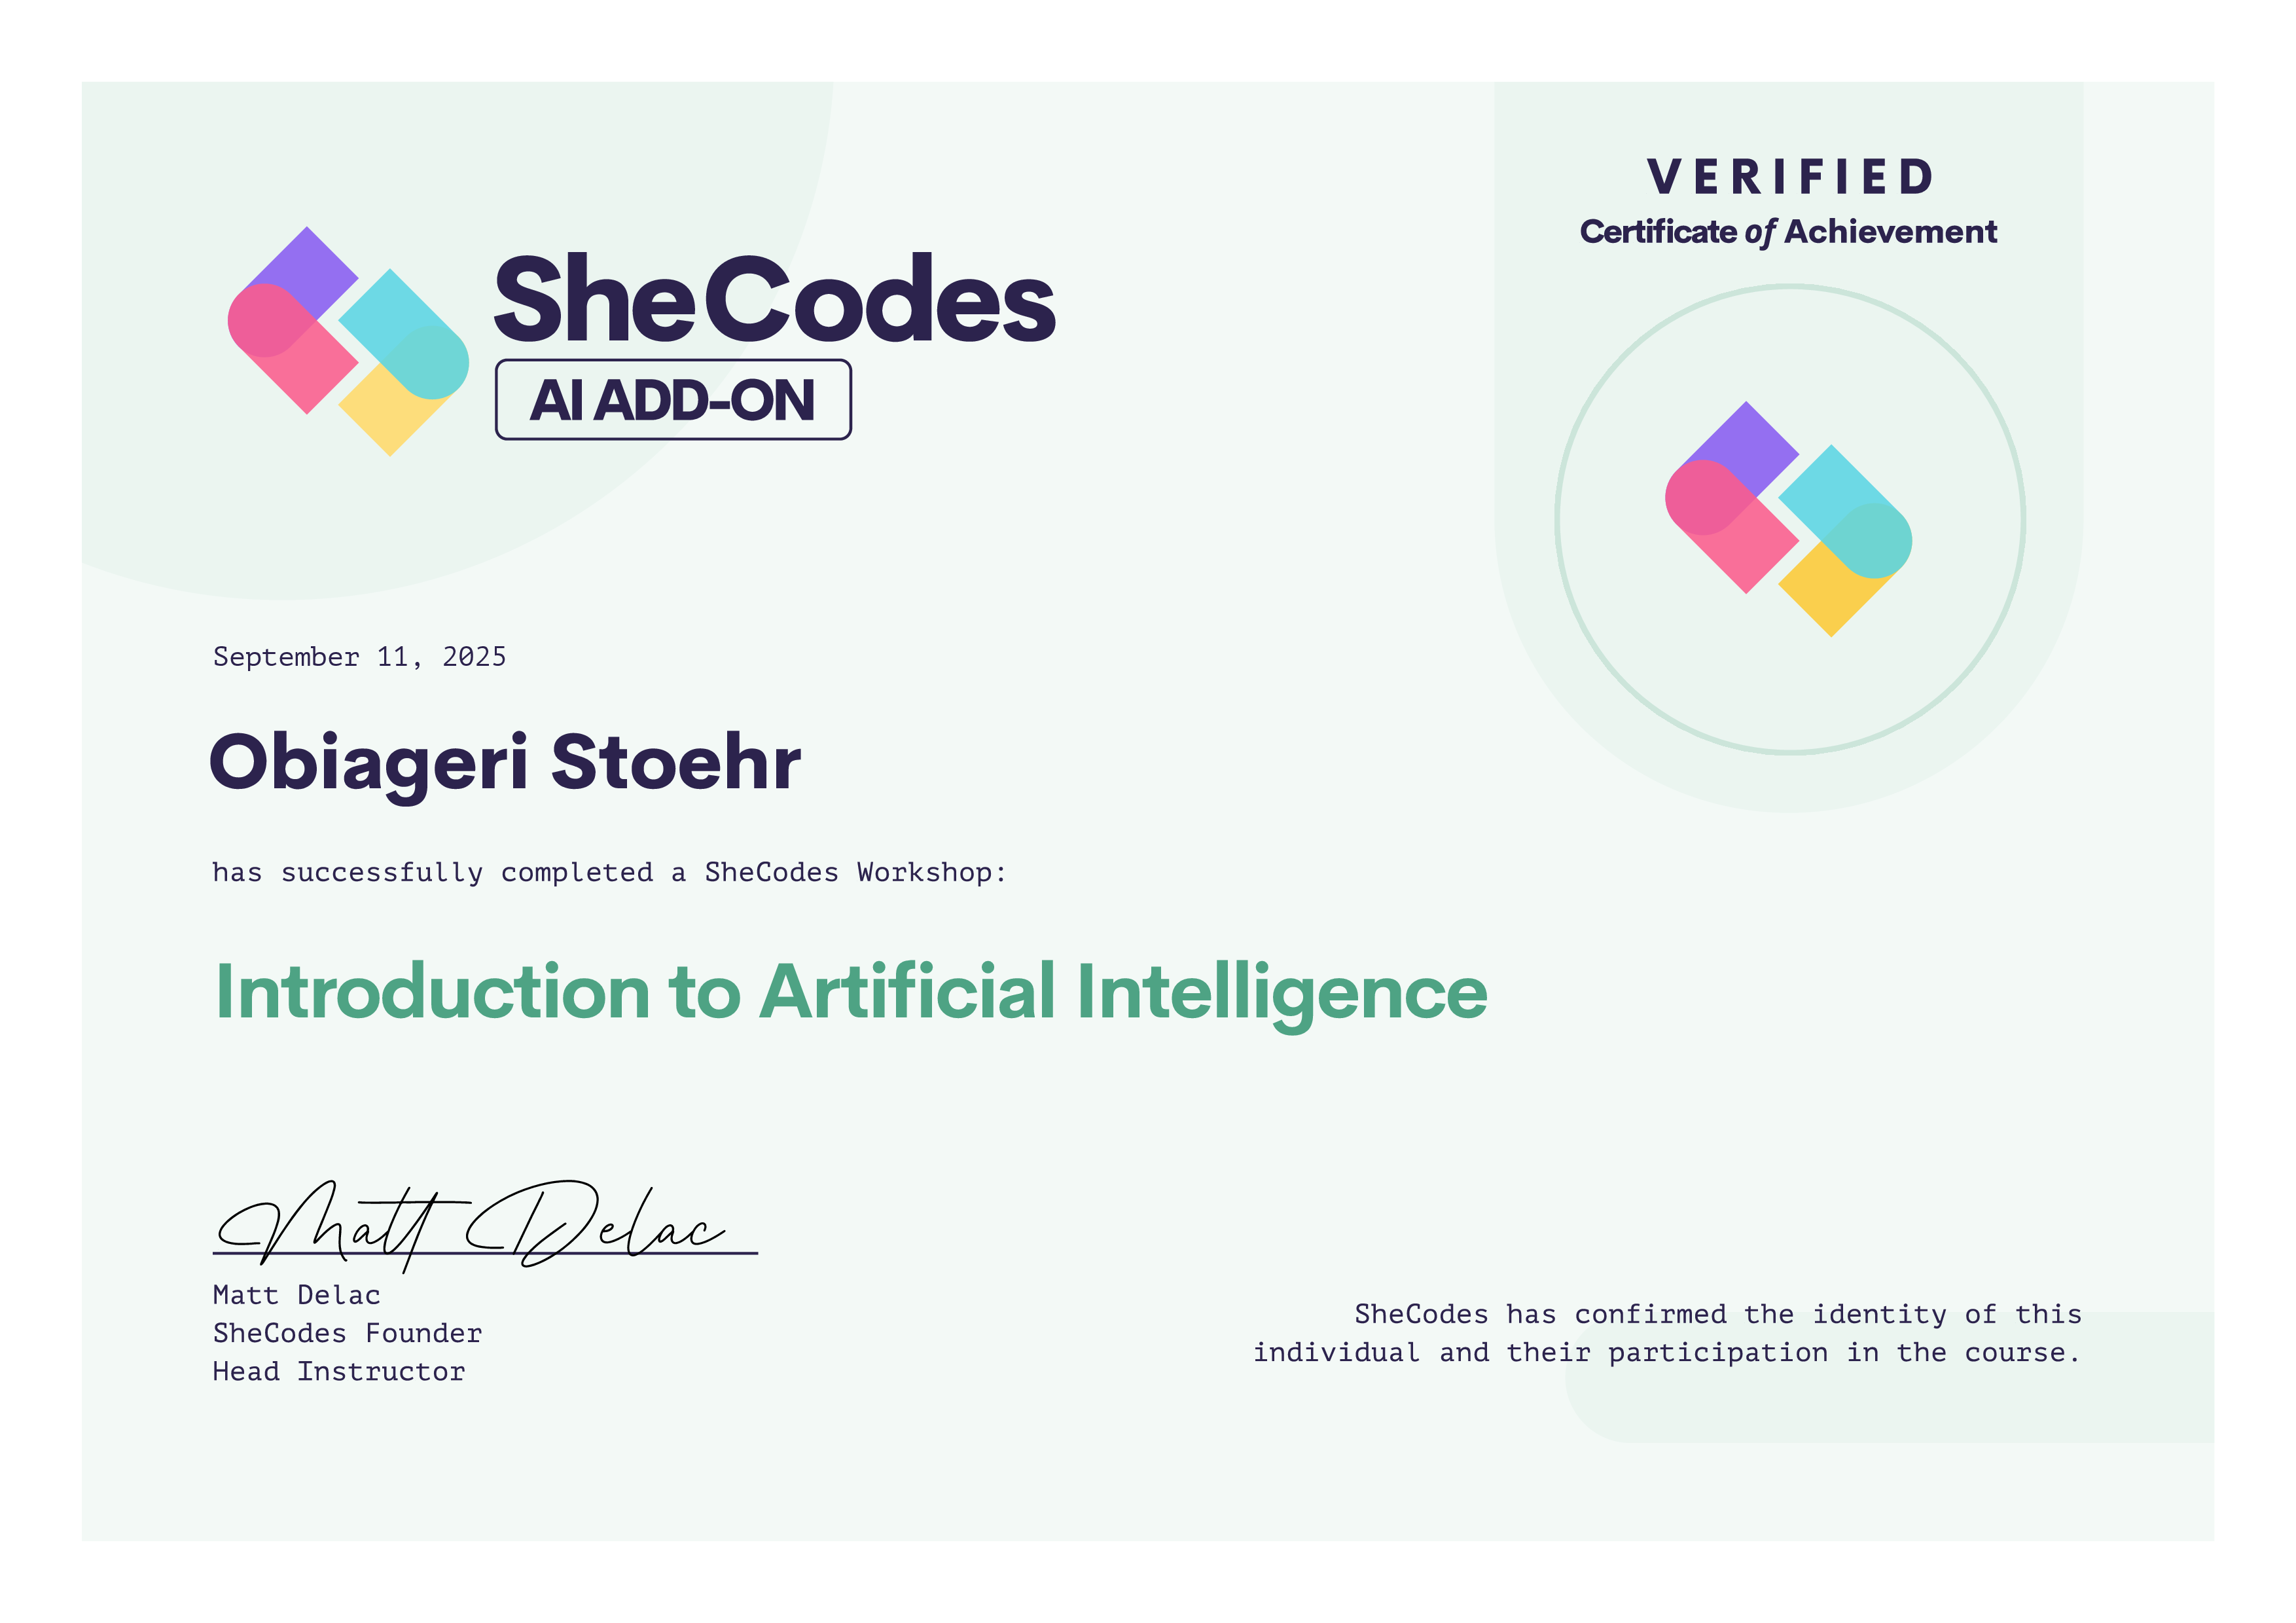 SheCodes
AI ADD-ON
VERIFIED
Certificate of Achievement
September 11, 2025
Obiageri Stoehr
has successfully completed a SheCodes Workshop:
Introduction to Artificial Intelligence
Matt Delac
Matt Delac
SheCodes Founder
Head Instructor
SheCodes has confirmed the identity of this
individual and their participation in the course.